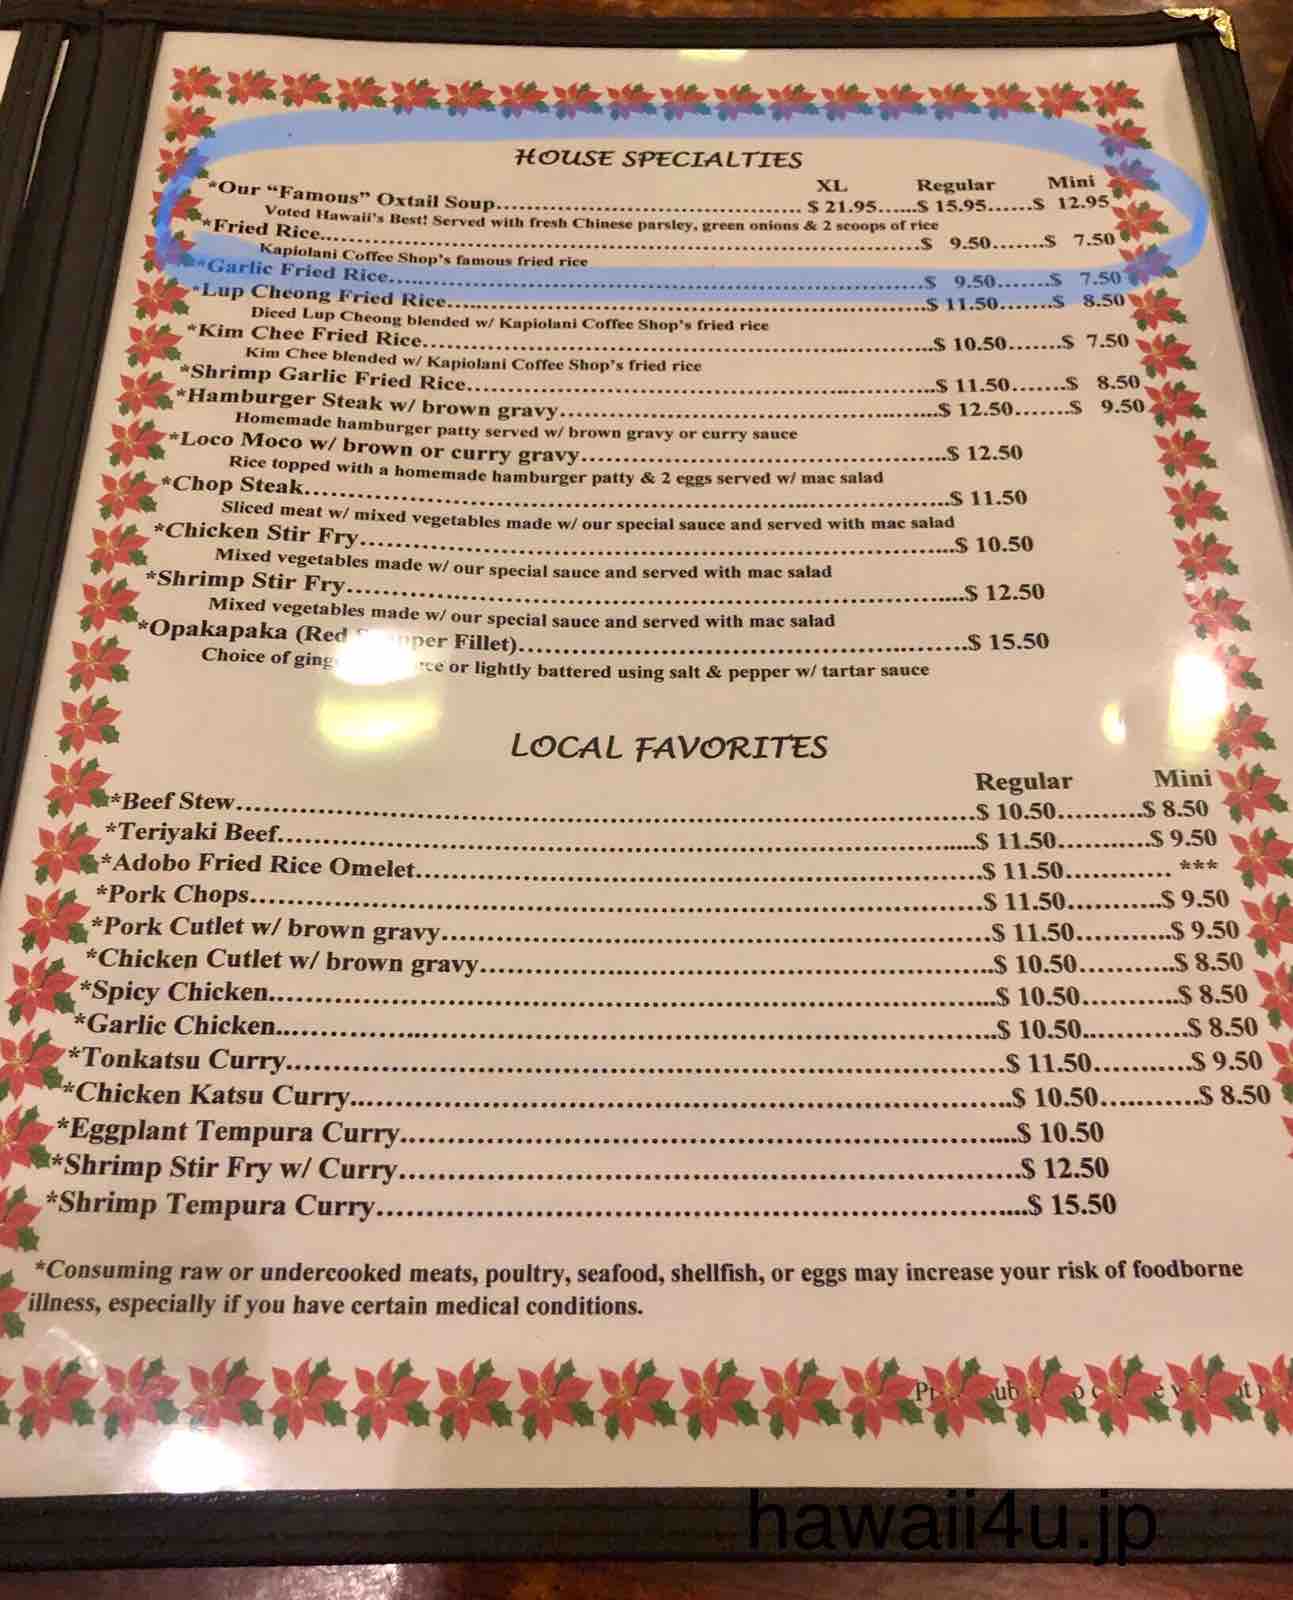 HOUSE SPECIALTIES
XL Regular Mini
*Our “Famous” Oxtail Soup................................................ $ 21.95......$ 15.95......$ 12.95
Voted Hawaii's Best! Served with fresh Chinese parsley, green onions & 2 scoops of rice
*Fried Rice................................................................$ 9.50.......$ 7.50
Kapiolani Coffee Shop's famous fried rice
*Garlic Fried Rice................................................................$ 9.50.......$ 7.50
*Lup Cheong Fried Rice................................................................$ 11.50.......$ 8.50
Diced Lup Cheong blended w/ Kapiolani Coffee Shop's fried rice
*Kim Chee Fried Rice................................................................$ 10.50.......$ 7.50
Kim Chee blended w/ Kapiolani Coffee Shop's fried rice
*Shrimp Garlic Fried Rice................................................................$ 11.50.......$ 8.50
*Hamburger Steak w/ brown gravy......................................................$ 12.50.......$ 9.50
Homemade hamburger patty served w/ brown gravy or curry sauce
*Loco Moco w/ brown or curry gravy......................................................$ 12.50
Rice topped with a homemade hamburger patty & 2 eggs served w/ mac salad
*Chop Steak................................................................$ 11.50
Sliced meat w/ mixed vegetables made w/ our special sauce and served with mac salad
*Chicken Stir Fry................................................................$ 10.50
Mixed vegetables made w/ our special sauce and served with mac salad
*Shrimp Stir Fry................................................................$ 12.50
Mixed vegetables made w/ our special sauce and served with mac salad
*Opakapaka (Red Fillet)................................................................$ 15.50
Choice of or lightly battered using salt & pepper w/ tartar sauce
LOCAL FAVORITES
Regular Mini
*Beef Stew................................................................$ 10.50..........$ 8.50
*Teriyaki Beef................................................................$ 11.50...........$ 9.50
*Adobo Fried Rice Omelet................................................................$ 11.50............ ***
*Pork Chops................................................................$ 11.50...........$ 9.50
*Pork Cutlet w/ brown gravy................................................................$ 11.50...........$ 9.50
*Chicken Cutlet w/ brown gravy................................................................$ 10.50...........$ 8.50
*Spicy Chicken................................................................$ 10.50...........$ 8.50
*Garlic Chicken................................................................$ 10.50............$ 8.50
*Tonkatsu Curry................................................................$ 11.50...........$ 9.50
*Chicken Katsu Curry................................................................$ 10.50...........$ 8.50
*Eggplant Tempura Curry................................................................$ 10.50
*Shrimp Stir Fry w/ Curry................................................................$ 12.50
*Shrimp Tempura Curry................................................................$ 15.50
*Consuming raw or undercooked meats, poultry, seafood, shellfish, or eggs may increase your risk of foodborne
illness, especially if you have certain medical conditions.
hawaii4u.jp